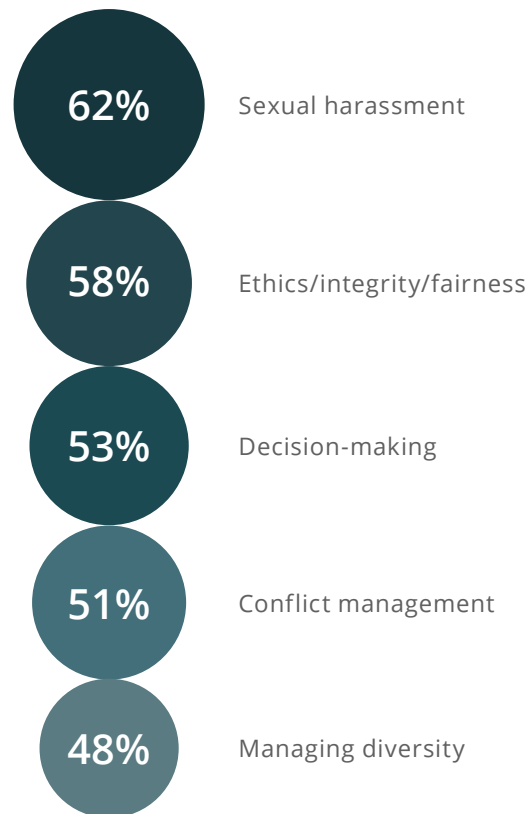 62% Sexual harassment
58% Ethics/integrity/fairness
53% Decision-making
51% Conflict management
48% Managing diversity